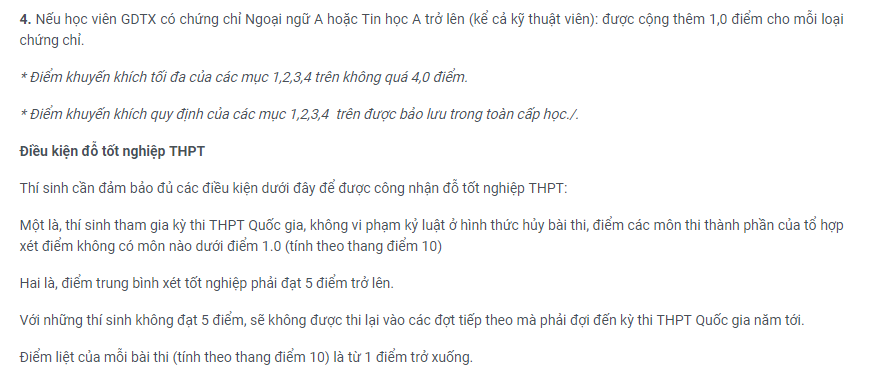 4. Nếu học viên GDTX có chứng chỉ Ngoại ngữ A hoặc Tin học A trở lên (kể cả kỹ thuật viên): được cộng thêm 1,0 điểm cho mỗi loại
chứng chỉ.
* Điểm khuyến khích tối đa của các mục 1,2,3,4 trên không quá 4,0 điểm.
* Điểm khuyến khích quy định của các mục 1,2,3,4 trên được bảo lưu trong toàn cấp học./.
Điều kiện đỗ tốt nghiệp THPT
Thí sinh cần đảm bảo đủ các điều kiện dưới đây để được công nhận đỗ tốt nghiệp THPT:
Một là, thí sinh tham gia kỳ thi THPT Quốc gia, không vi phạm kỷ luật ở hình thức hủy bài thi, điểm các môn thi thành phần của tổ hợp
xét điểm không có môn nào dưới điểm 1.0 (tính theo thang điểm 10)
Hai là, điểm trung bình xét tốt nghiệp phải đạt 5 điểm trở lên.
Với những thí sinh không đạt 5 điểm, sẽ không được thi lại vào các đợt tiếp theo mà phải đợi đến kỳ thi THPT Quốc gia năm tới.
Điểm liệt của mỗi bài thi (tính theo thang điểm 10) là từ 1 điểm trở xuống.